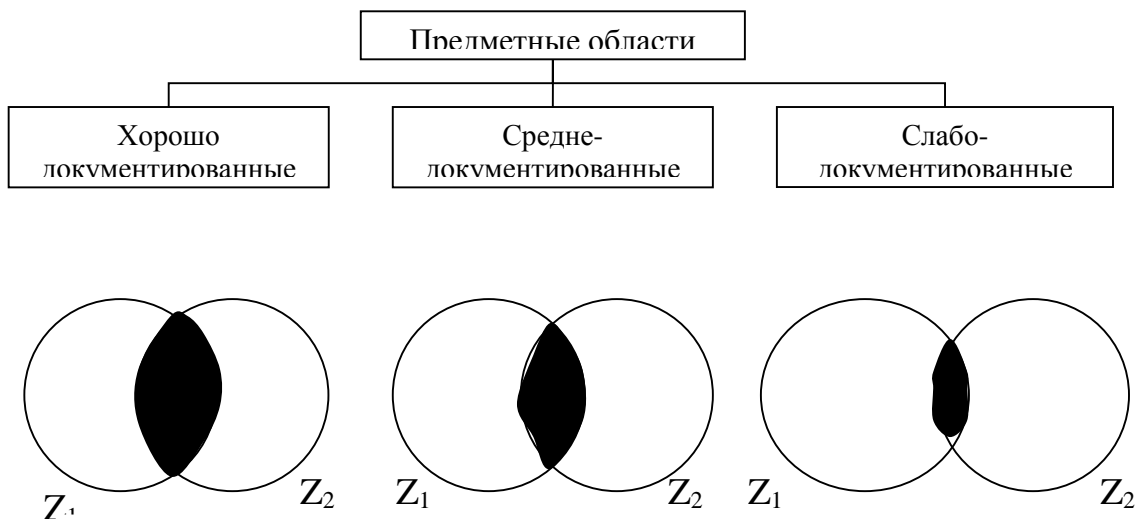 Предметные области
Хорошо
документированные
Средне-
документированные
Слабо-
документированные
Z₁
Z₂
Z₁
Z₂
Z₁
Z₂